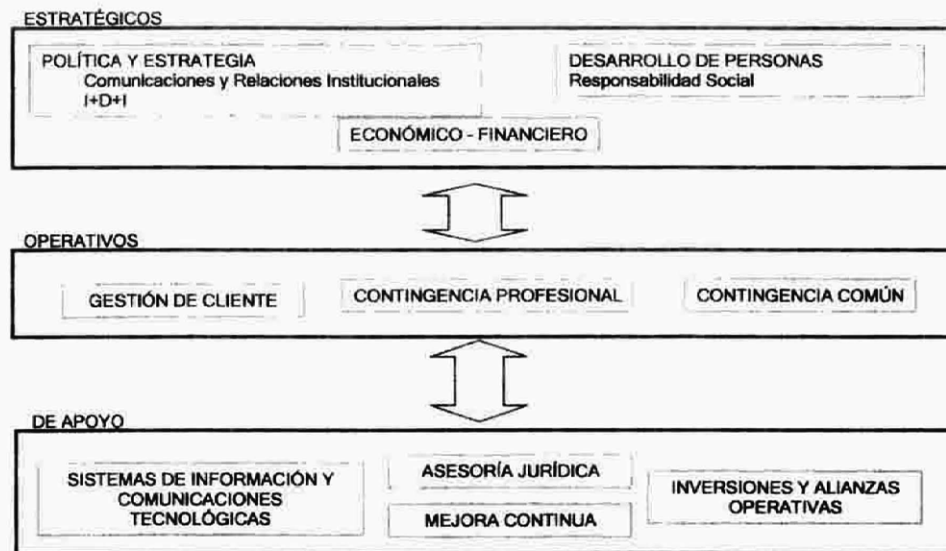 ESTRATÉGICOS
POLÍTICA Y ESTRATEGIA
Comunicaciones y Relaciones Institucionales
I+D+I
DESARROLLO DE PERSONAS
Responsabilidad Social
ECONÓMICO - FINANCIERO
OPERATIVOS
GESTIÓN DE CLIENTE
CONTINGENCIA PROFESIONAL
CONTINGENCIA COMÚN
DE APOYO
SISTEMAS DE INFORMACIÓN Y
COMUNICACIONES
TECNOLÓGICAS
ASESORÍA JURÍDICA
MEJORA CONTINUA
INVERSIONES Y ALIANZAS
OPERATIVAS